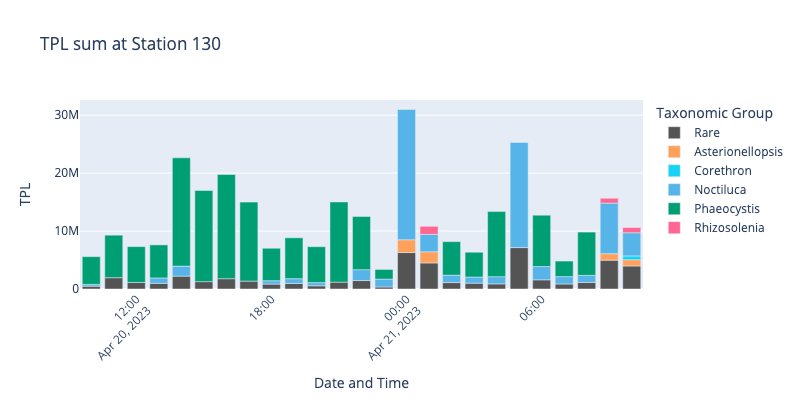 TPL sum at Station 130
Taxonomic Group
Rare
Asterionellopsis
Corethron
Noctiluca
Phaeocystis
Rhizosolenia
TPL
30M
20M
10M
0
12:00
Apr 20, 2023
18:00
00:00
Apr 21, 2023
06:00
Date and Time